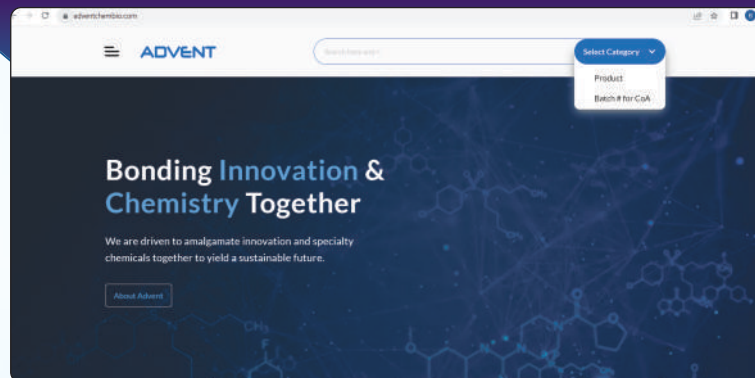 adventchembio.com
ADVENT
Select Category
Product
Batch # for CoA
Bonding Innovation &
Chemistry Together
We are driven to amalgamate innovation and specialty
chemicals together to yield a sustainable future.
About Advent
CH₃
F